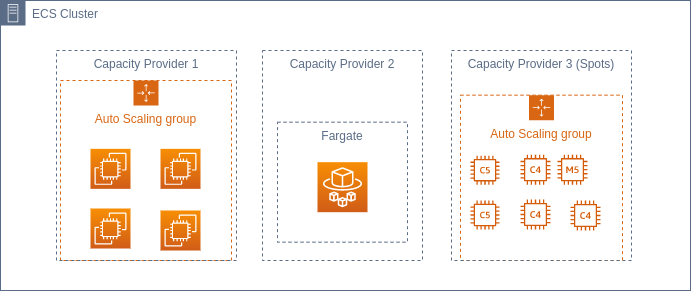 ECS Cluster
Capacity Provider 1
Auto Scaling group
Capacity Provider 2
Fargate
Capacity Provider 3 (Spots)
Auto Scaling group
C5
C4
M5
C5
C4
C4